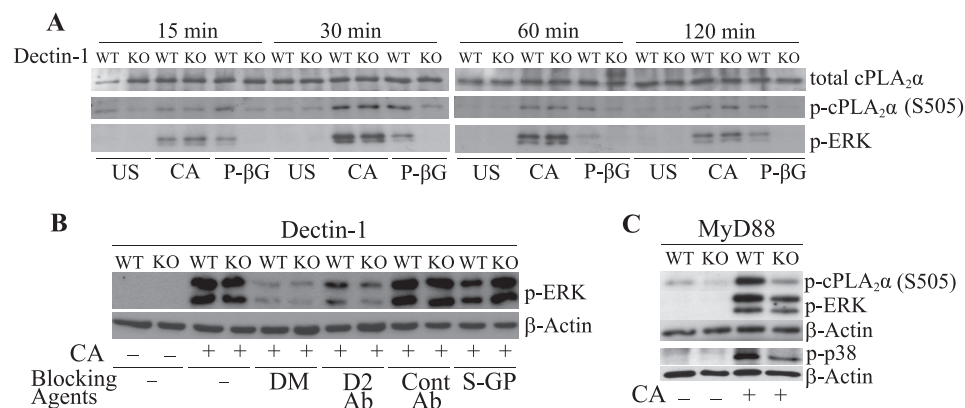 A
15 min 30 min 60 min 120 min
Dectin-1 WT KO WT KO WT KO WT KO WT KO WT KO WT KO WT KO WT KO WT KO WT KO WT KO
total cPLA₂α
p-cPLA₂α (S505)
p-ERK
US CA P-βG US CA P-βG US CA P-βG US CA P-βG
B
Dectin-1
WT KO WT KO WT KO WT KO WT KO WT KO
p-ERK
β-Actin
CA – – + + + + + + + + + +
Blocking Agents – – DM D2 Ab Cont Ab S-GP
C
MyD88
WT KO WT KO
p-cPLA₂α (S505)
p-ERK
β-Actin
p-p38
β-Actin
CA – – + +